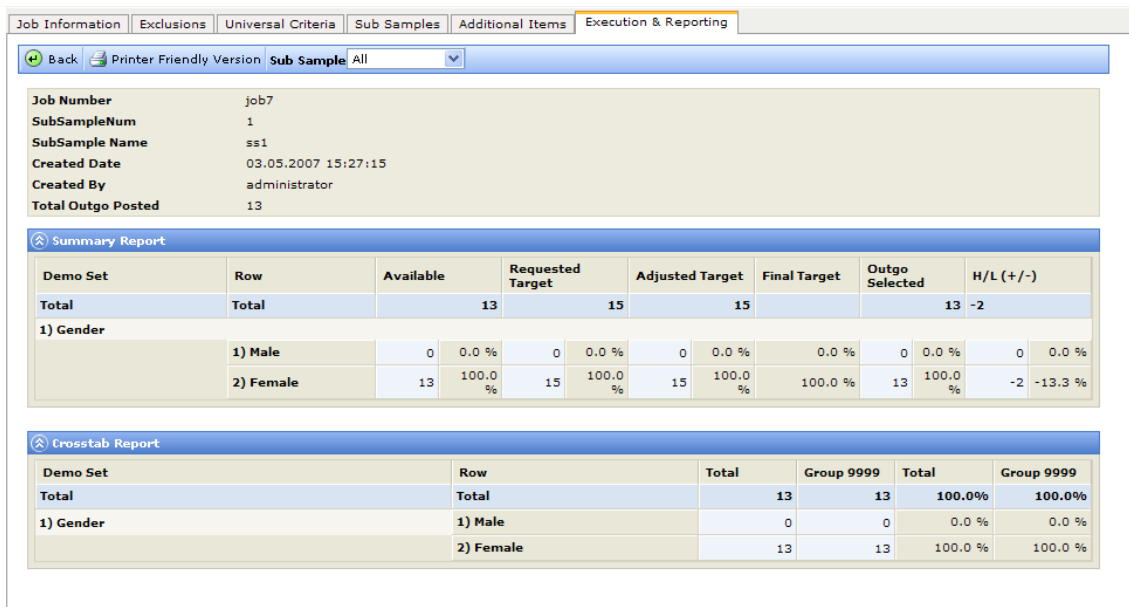 Job Information Exclusions Universal Criteria Sub Samples Additional Items Execution & Reporting
Back Printer Friendly Version Sub Sample All
Job Number job7
SubSampleNum 1
SubSample Name ss1
Created Date 03.05.2007 15:27:15
Created By administrator
Total Outgo Posted 13
Summary Report
Demo Set Row Available Requested Target Adjusted Target Final Target Outgo Selected H/L (+/-)
Total Total 13 15 15 13 -2
1) Gender
1) Male 0 0.0 % 0 0.0 % 0 0.0 % 0.0 % 0 0.0 % 0 0.0 %
2) Female 13 100.0 % 15 100.0 % 15 100.0 % 100.0 % 13 100.0 % -2 -13.3 %
Crosstab Report
Demo Set Row Total Group 9999 Total Group 9999
Total Total 13 13 100.0% 100.0%
1) Gender 1) Male 0 0 0.0 % 0.0 %
2) Female 13 13 100.0 % 100.0 %